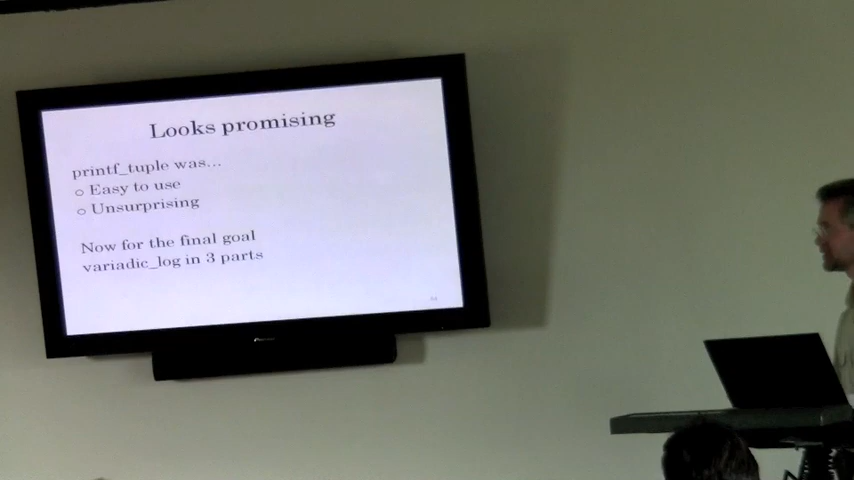 Looks promising
printf_tuple was...
o Easy to use
o Unsurprising
Now for the final goal
variadic_log in 3 parts